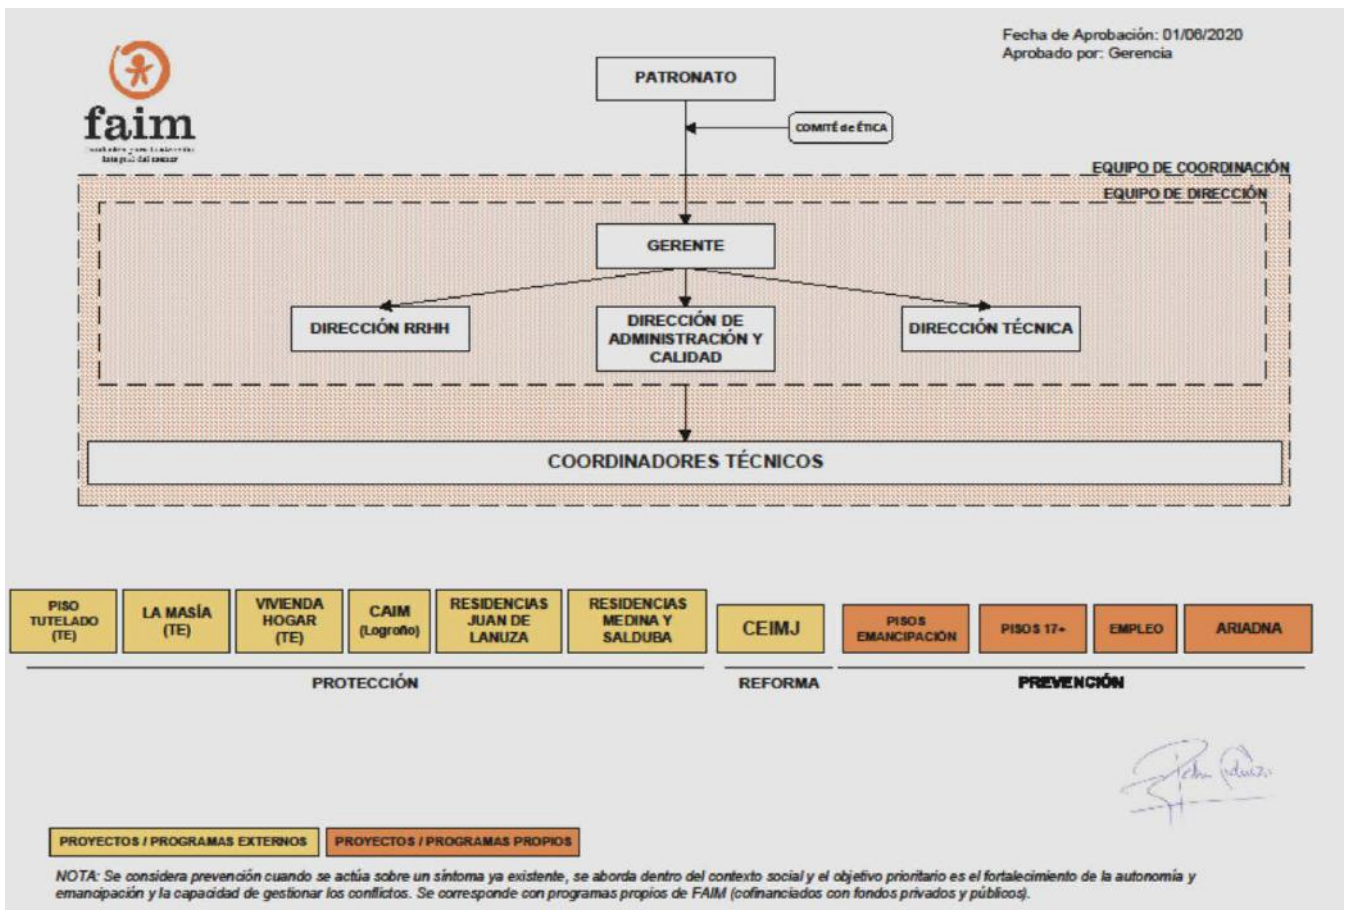 Fecha de Aprobación: 01/06/2020
Aprobado por: Gerencia
faim
integral del menor
PATRONATO
COMITÉ de ÉTICA
EQUIPO DE COORDINACIÓN
EQUIPO DE DIRECCIÓN
GERENTE
DIRECCIÓN RRHH
DIRECCIÓN DE
ADMINISTRACIÓN Y
CALIDAD
DIRECCIÓN TÉCNICA
COORDINADORES TÉCNICOS
PISO
TUTELADO
(TE)
LA MASÍA
(TE)
VIVIENDA
HOGAR
(TE)
CAIM
(Logroño)
RESIDENCIAS
JUAN DE
LANUZA
RESIDENCIAS
MEDINA Y
SALDUBA
CEIMJ
PISOS
EMANCIPACIÓN
PISOS 17+
EMPLEO
ARIADNA
PROTECCIÓN
REFORMA
PREVENCIÓN
PROYECTOS / PROGRAMAS EXTERNOS
PROYECTOS / PROGRAMAS PROPIOS
NOTA: Se considera prevención cuando se actúa sobre un síntoma ya existente, se aborda dentro del contexto social y el objetivo prioritario es el fortalecimiento de la autonomía y
emancipación y la capacidad de gestionar los conflictos. Se corresponde con programas propios de FAIM (cofinanciados con fondos privados y públicos).